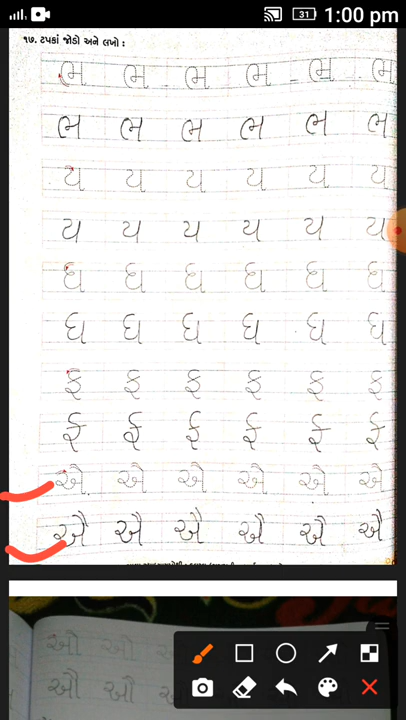 31 1:00 pm
૧૭. ટપકાં જોડો અને લખો :
ભ ભ ભ ભ ભ ભ
ભ ભ ભ ભ ભ ભ
ય ય ય ય ય ય
ય ય ય ય ય ય
ઘ ઘ ઘ ઘ ઘ ઘ
ઘ ઘ ઘ ઘ ઘ ઘ
ફ ફ ફ ફ ફ ફ
ફ ફ ફ ફ ફ ફ
ઐ ઐ ઐ ઐ ઐ ઐ
ઐ ઐ ઐ ઐ ઐ ઐ
ઓ ઓ ઓ
ઔ ઔ ઔ